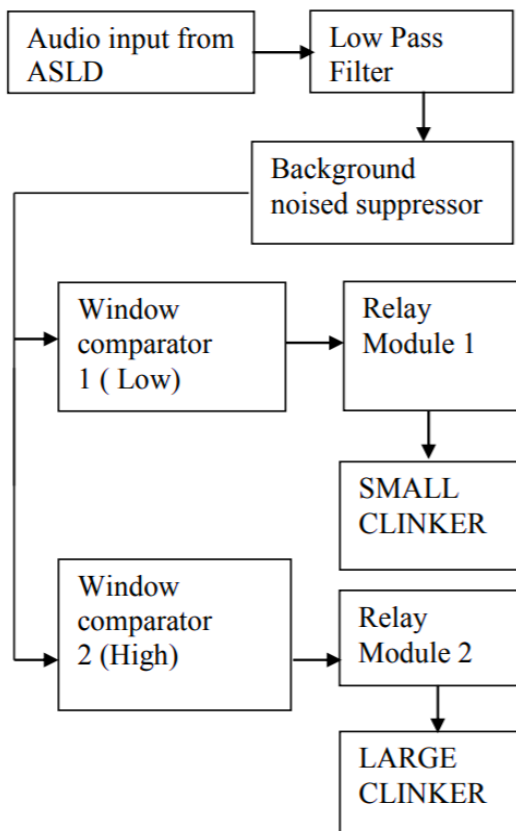 Audio input from
ASLD
Low Pass
Filter
Background
noised suppressor
Window
comparator
1 ( Low)
Relay
Module 1
SMALL
CLINKER
Window
comparator
2 (High)
Relay
Module 2
LARGE
CLINKER